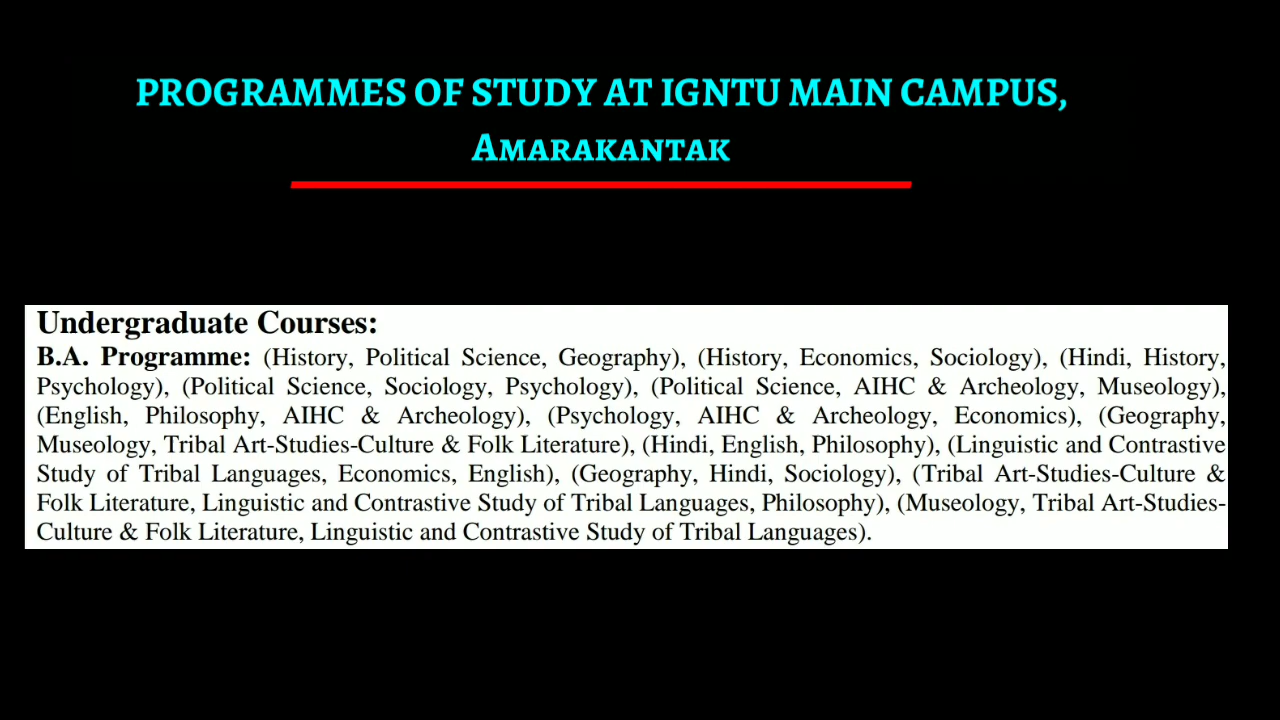 PROGRAMMES OF STUDY AT IGNTU MAIN CAMPUS,
AMARAKANTAK
Undergraduate Courses:
B.A. Programme: (History, Political Science, Geography), (History, Economics, Sociology), (Hindi, History,
Psychology), (Political Science, Sociology, Psychology), (Political Science, AIHC & Archeology, Museology),
(English, Philosophy, AIHC & Archeology), (Psychology, AIHC & Archeology, Economics), (Geography,
Museology, Tribal Art-Studies-Culture & Folk Literature), (Hindi, English, Philosophy), (Linguistic and Contrastive
Study of Tribal Languages, Economics, English), (Geography, Hindi, Sociology), (Tribal Art-Studies-Culture &
Folk Literature, Linguistic and Contrastive Study of Tribal Languages, Philosophy), (Museology, Tribal Art-Studies-
Culture & Folk Literature, Linguistic and Contrastive Study of Tribal Languages).